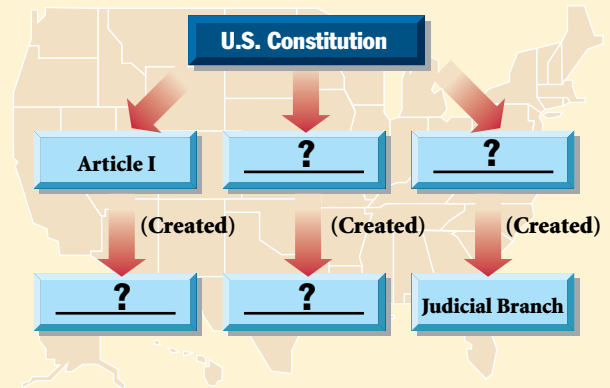 U.S. Constitution
Article I
?
?
(Created)
(Created)
(Created)
?
?
Judicial Branch